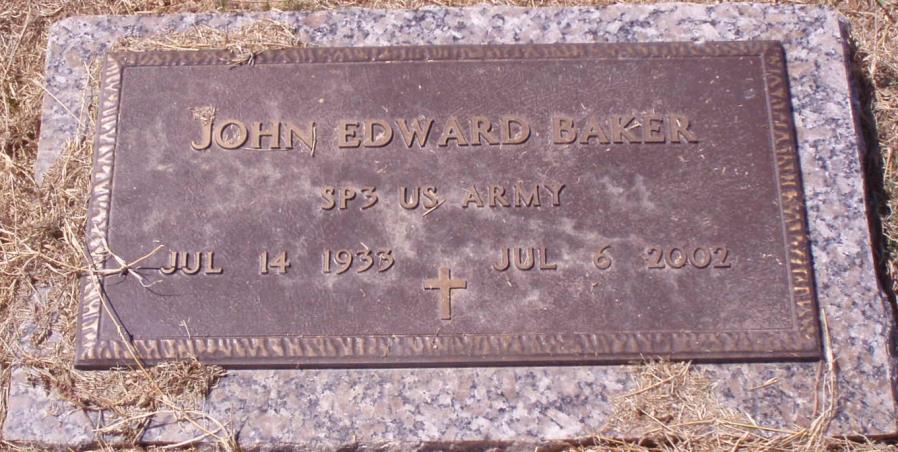 JOHN EDWARD BAKER
SP3 US ARMY
JUL 14 1933 JUL 6 2002